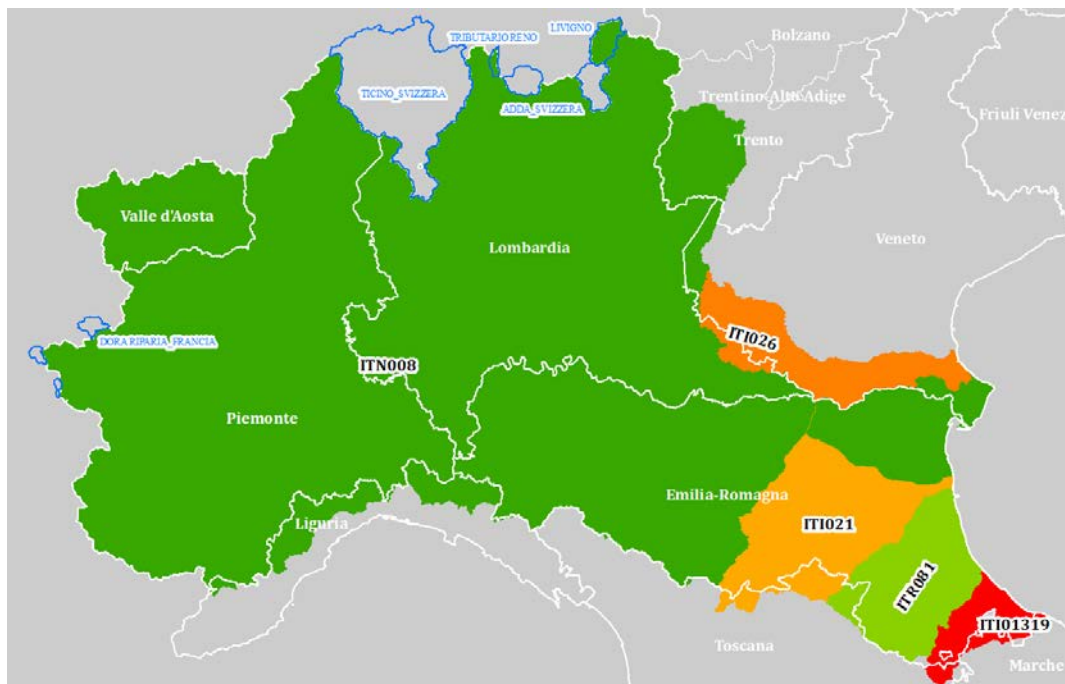 LIVIGNO
TRIBUTARIO RENO
Bolzano
TICINO_SVIZZERA
Trentino-Alto Adige
ADDA_SVIZZERA
Friuli Venez
Trento
Valle d'Aosta
Veneto
Lombardia
DORA RIPARIA_FRANCIA
ITI026
ITN008
Piemonte
Emilia-Romagna
Liguria
ITI021
ITR081
ITI01319
Toscana
Marche